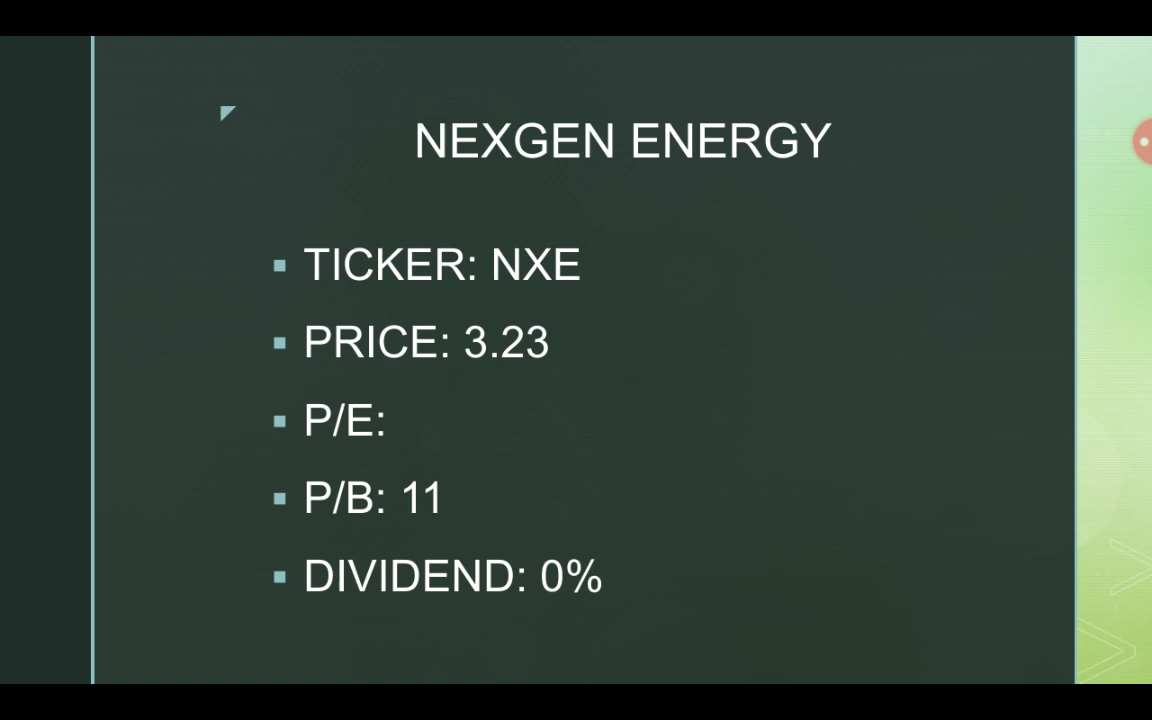 NEXGEN ENERGY
TICKER: NXE
PRICE: 3.23
P/E:
P/B: 11
DIVIDEND: 0%